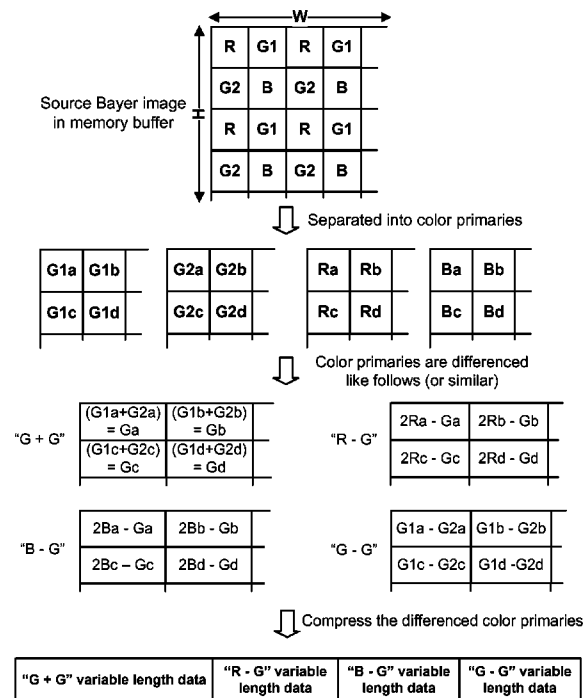 W
R G1 R G1
G2 B G2 B
R G1 R G1
G2 B G2 B
H
Source Bayer image
in memory buffer
Separated into color primaries
G1a G1b G2a G2b Ra Rb Ba Bb
G1c G1d G2c G2d Rc Rd Bc Bd
Color primaries are differenced
like follows (or similar)
"G + G"
(G1a+G2a) (G1b+G2b)
= Ga = Gb
(G1c+G2c) (G1d+G2d)
= Gc = Gd
"R - G"
2Ra - Ga 2Rb - Gb
2Rc - Gc 2Rd - Gd
"B - G"
2Ba - Ga 2Bb - Gb
2Bc – Gc 2Bd - Gd
"G - G"
G1a - G2a G1b - G2b
G1c - G2c G1d -G2d
Compress the differenced color primaries
"G + G" variable length data
"R - G" variable
length data
"B - G" variable
length data
"G - G" variable
length data